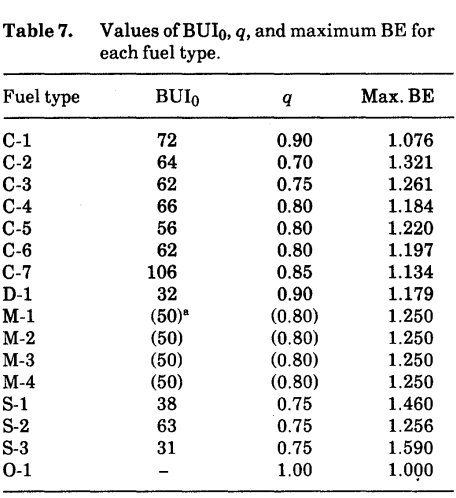 Table 7. Values of BUI₀, q, and maximum BE for
each fuel type.
Fuel type BUI₀ q Max. BE
C-1 72 0.90 1.076
C-2 64 0.70 1.321
C-3 62 0.75 1.261
C-4 66 0.80 1.184
C-5 56 0.80 1.220
C-6 62 0.80 1.197
C-7 106 0.85 1.134
D-1 32 0.90 1.179
M-1 (50)ᵃ (0.80) 1.250
M-2 (50) (0.80) 1.250
M-3 (50) (0.80) 1.250
M-4 (50) (0.80) 1.250
S-1 38 0.75 1.460
S-2 63 0.75 1.256
S-3 31 0.75 1.590
O-1 – 1.00 1.000